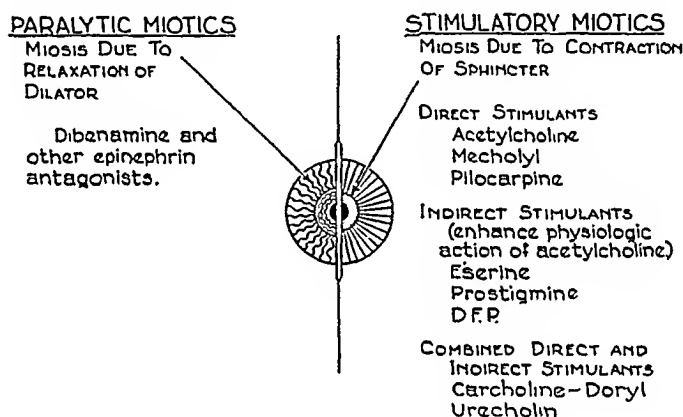 PARALYTIC MIOTICS
MIOSIS DUE TO
RELAXATION OF
DILATOR
Dibenamine and
other epinephrin
antagonists.
STIMULATORY MIOTICS
MIOSIS DUE TO CONTRACTION
OF SPHINCTER
DIRECT STIMULANTS
Acetylcholine
Mecholyl
Pilocarpine
INDIRECT STIMULANTS
(enhance physiologic
action of acetylcholine)
Eserine
Prostigmine
D.F.P.
COMBINED DIRECT AND
INDIRECT STIMULANTS
Carcholine-Doryl
Urecholin